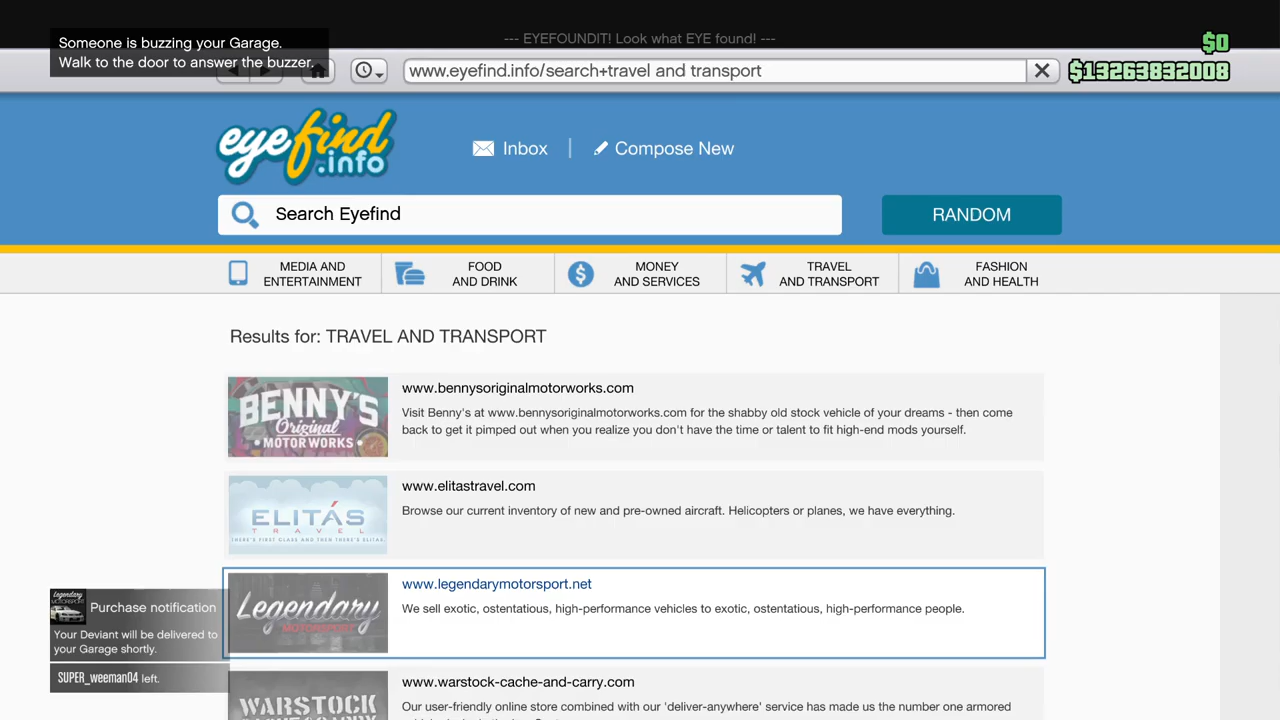 Someone is buzzing your Garage.
Walk to the door to answer the buzzer.
--- EYEFOUNDIT! Look what EYE found! ---
$0
$13263832008
www.eyefind.info/search+travel and transport
eyefind
.info
Inbox
Compose New
Search Eyefind
RANDOM
MEDIA AND
ENTERTAINMENT
FOOD
AND DRINK
MONEY
AND SERVICES
TRAVEL
AND TRANSPORT
FASHION
AND HEALTH
Results for: TRAVEL AND TRANSPORT
BENNY'S
Original
MOTOR WORKS
www.bennysoriginalmotorworks.com
Visit Benny's at www.bennysoriginalmotorworks.com for the shabby old stock vehicle of your dreams - then come
back to get it pimped out when you realize you don't have the time or talent to fit high-end mods yourself.
ELITÁS
TRAVEL
THERE'S FIRST CLASS AND THEN THERE'S ELITAS
www.elitastravel.com
Browse our current inventory of new and pre-owned aircraft. Helicopters or planes, we have everything.
Legendary
MOTORSPORT
www.legendarymotorsport.net
We sell exotic, ostentatious, high-performance vehicles to exotic, ostentatious, high-performance people.
Legendary
MOTORSPORT
Purchase notification
Your Deviant will be delivered to
your Garage shortly.
SUPER_weeman04 left.
WARSTOCK
www.warstock-cache-and-carry.com
Our user-friendly online store combined with our 'deliver-anywhere' service has made us the number one armored